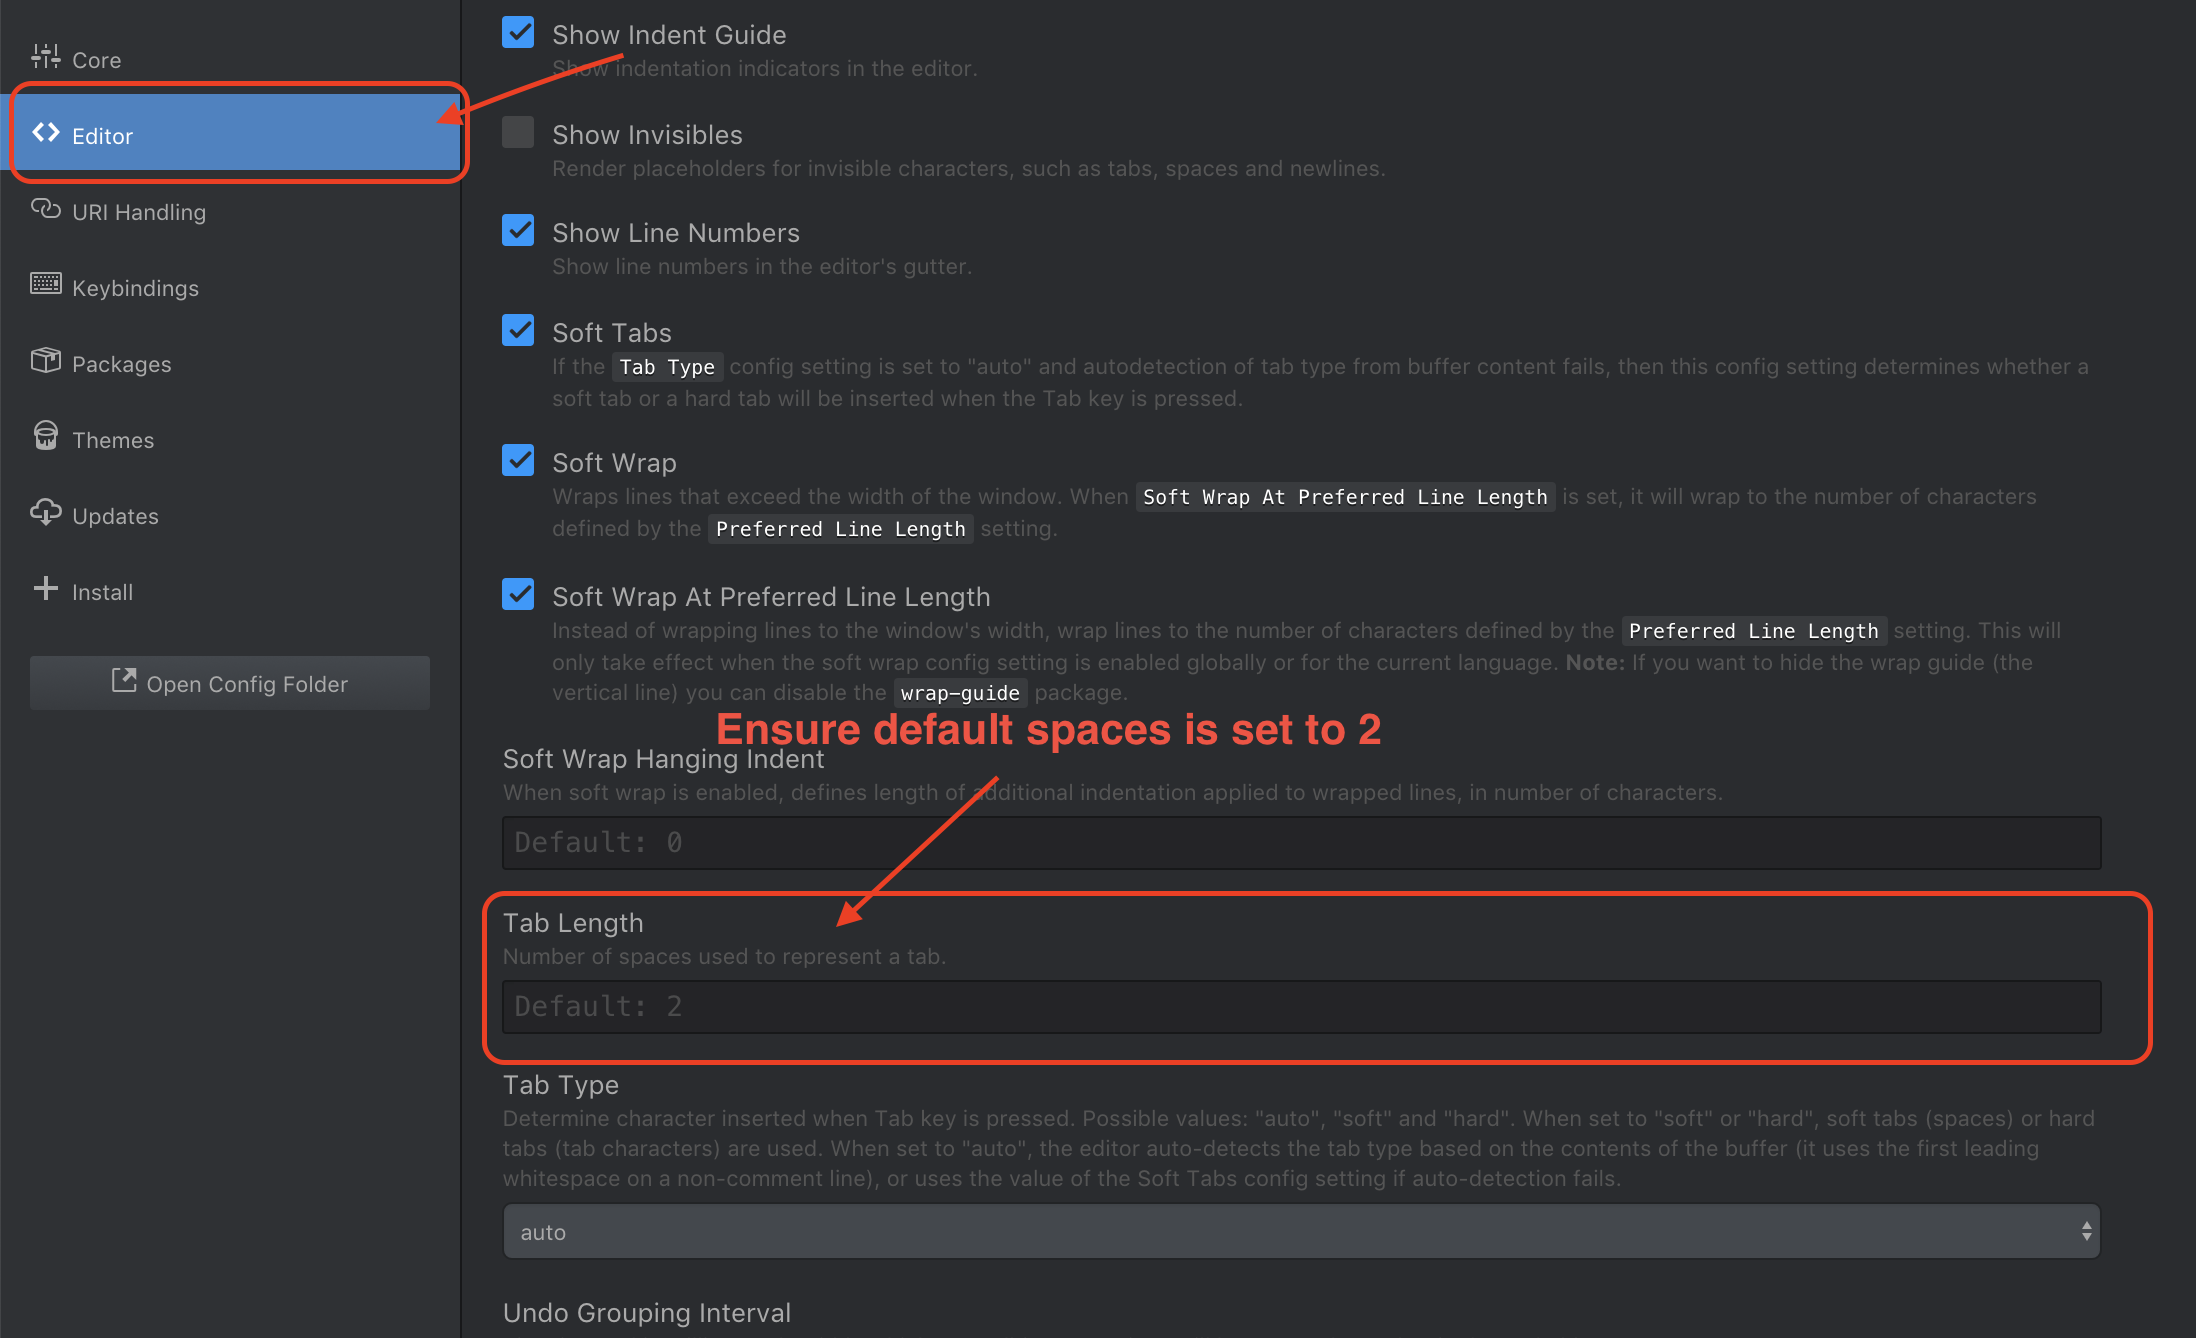 Core
Editor
URI Handling
Keybindings
Packages
Themes
Updates
Install
Open Config Folder
Show Indent Guide
Show indentation indicators in the editor.
Show Invisibles
Render placeholders for invisible characters, such as tabs, spaces and newlines.
Show Line Numbers
Show line numbers in the editor's gutter.
Soft Tabs
If the Tab Type config setting is set to "auto" and autodetection of tab type from buffer content fails, then this config setting determines whether a
soft tab or a hard tab will be inserted when the Tab key is pressed.
Soft Wrap
Wraps lines that exceed the width of the window. When Soft Wrap At Preferred Line Length is set, it will wrap to the number of characters
defined by the Preferred Line Length setting.
Soft Wrap At Preferred Line Length
Instead of wrapping lines to the window's width, wrap lines to the number of characters defined by the Preferred Line Length setting. This will
only take effect when the soft wrap config setting is enabled globally or for the current language. Note: If you want to hide the wrap guide (the
vertical line) you can disable the wrap-guide package.
Ensure default spaces is set to 2
Soft Wrap Hanging Indent
When soft wrap is enabled, defines length of additional indentation applied to wrapped lines, in number of characters.
Default: 0
Tab Length
Number of spaces used to represent a tab.
Default: 2
Tab Type
Determine character inserted when Tab key is pressed. Possible values: "auto", "soft" and "hard". When set to "soft" or "hard", soft tabs (spaces) or hard
tabs (tab characters) are used. When set to "auto", the editor auto-detects the tab type based on the contents of the buffer (it uses the first leading
whitespace on a non-comment line), or uses the value of the Soft Tabs config setting if auto-detection fails.
auto
Undo Grouping Interval